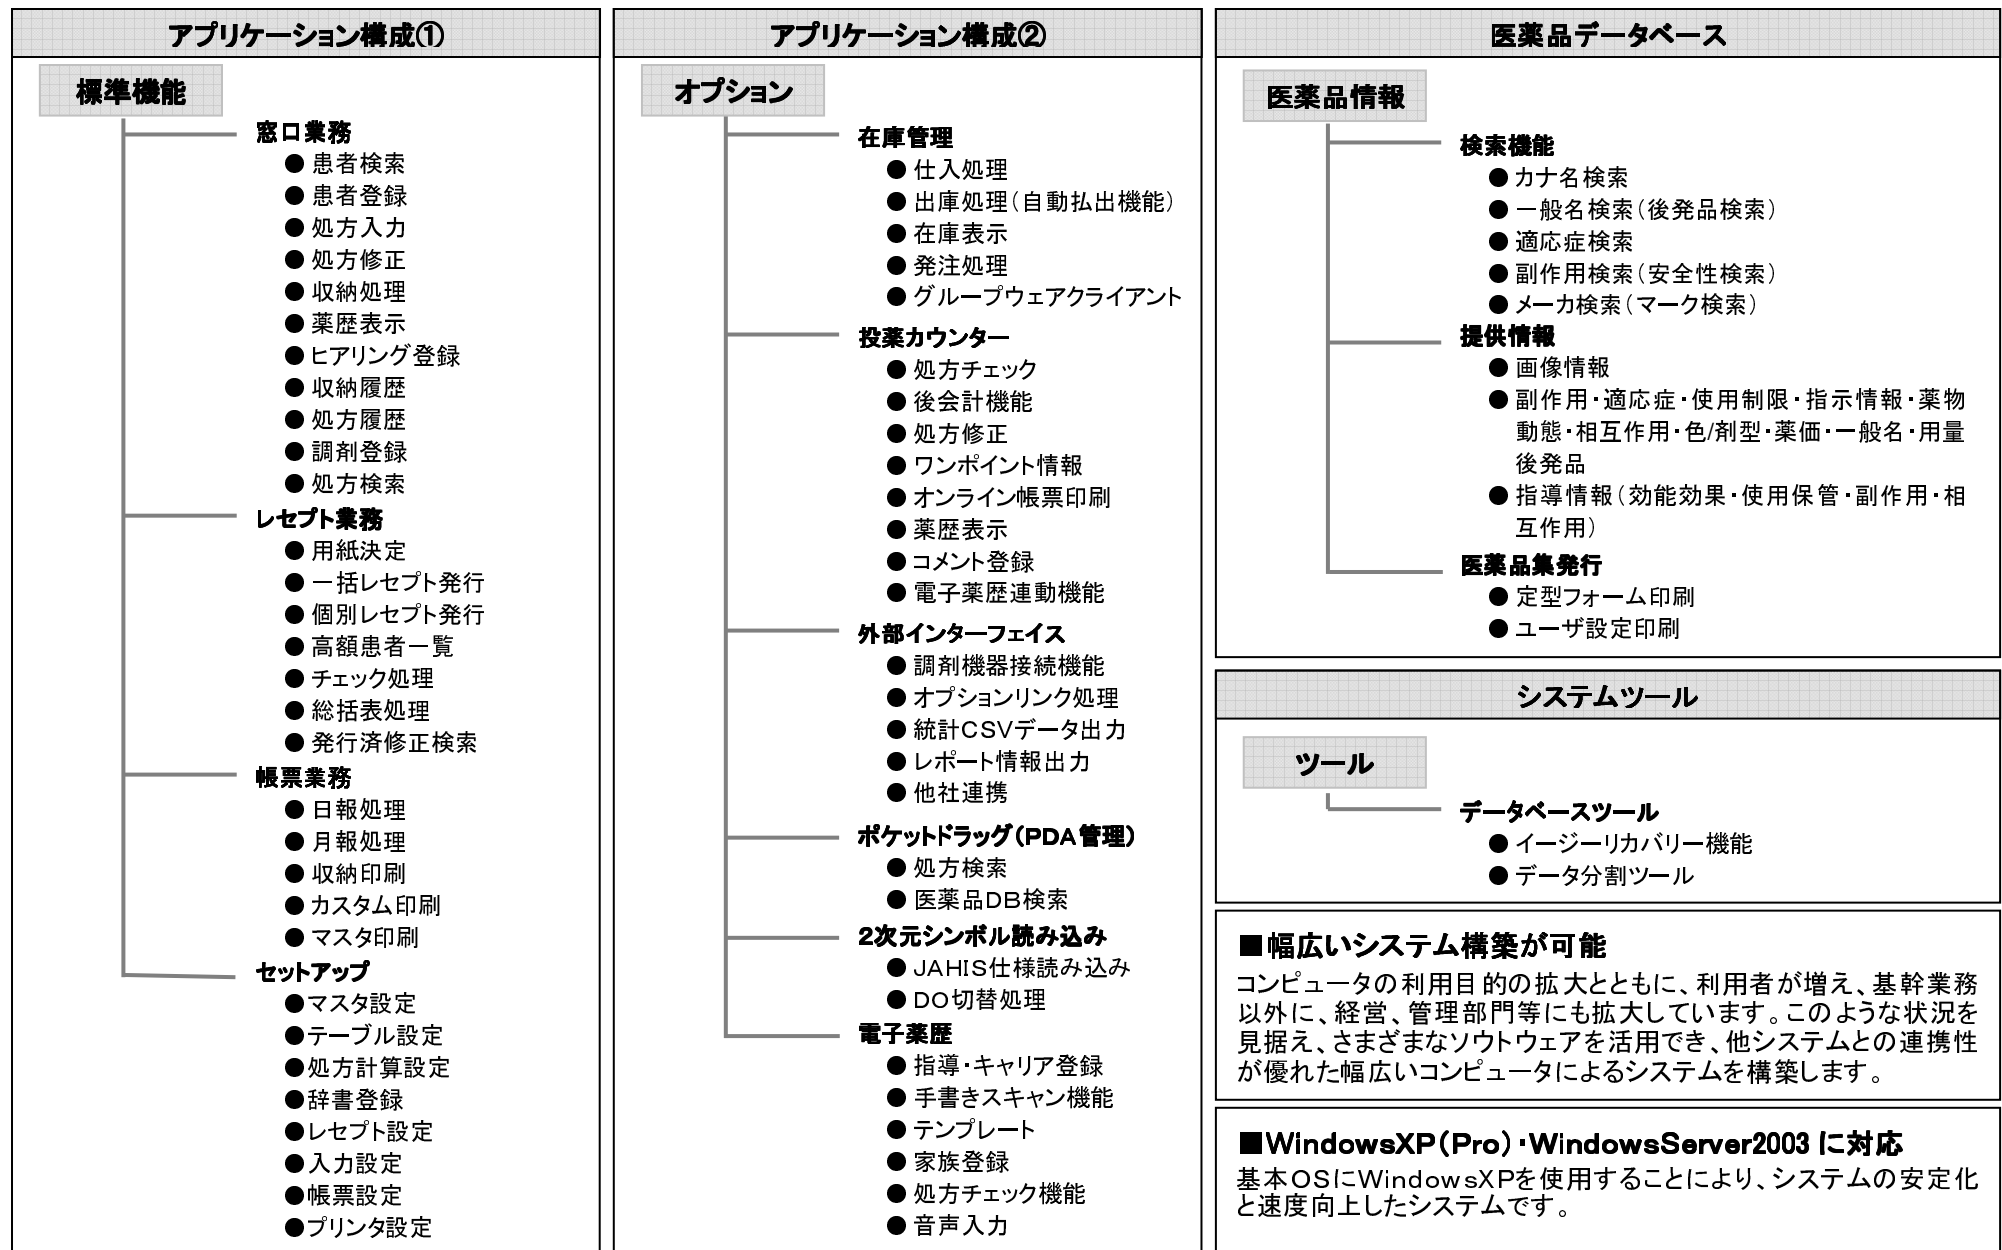 アプリケーション構成①
標準機能
窓口業務
● 患者検索
● 患者登録
● 処方入力
● 処方修正
● 収納処理
● 薬歴表示
● ヒアリング登録
● 収納履歴
● 処方履歴
● 調剤登録
● 処方検索
レセプト業務
● 用紙決定
● 一括レセプト発行
● 個別レセプト発行
● 高額患者一覧
● チェック処理
● 総括表処理
● 発行済修正検索
帳票業務
● 日報処理
● 月報処理
● 収納印刷
● カスタム印刷
● マスタ印刷
セットアップ
●マスタ設定
●テーブル設定
●処方計算設定
●辞書登録
●レセプト設定
●入力設定
●帳票設定
●プリンタ設定
アプリケーション構成②
オプション
在庫管理
● 仕入処理
● 出庫処理(自動払出機能)
● 在庫表示
● 発注処理
● グループウェアクライアント
投薬カウンター
● 処方チェック
● 後会計機能
● 処方修正
● ワンポイント情報
● オンライン帳票印刷
● 薬歴表示
● コメント登録
● 電子薬歴連動機能
外部インターフェイス
● 調剤機器接続機能
● オプションリンク処理
● 統計CSVデータ出力
● レポート情報出力
● 他社連携
ポケットドラッグ(PDA管理)
● 処方検索
● 医薬品DB検索
2次元シンボル読み込み
● JAHIS仕様読み込み
● DO切替処理
電子薬歴
● 指導・キャリア登録
● 手書きスキャン機能
● テンプレート
● 家族登録
● 処方チェック機能
● 音声入力
医薬品データベース
医薬品情報
検索機能
● カナ名検索
● 一般名検索(後発品検索)
● 適応症検索
● 副作用検索(安全性検索)
● メーカ検索(マーク検索)
提供情報
● 画像情報
● 副作用・適応症・使用制限・指示情報・薬物
動態・相互作用・色/剤型・薬価・一般名・用量
後発品
● 指導情報(効能効果・使用保管・副作用・相
互作用)
医薬品集発行
● 定型フォーム印刷
● ユーザ設定印刷
システムツール
ツール
データベースツール
● イージーリカバリー機能
● データ分割ツール
■幅広いシステム構築が可能
コンピュータの利用目的の拡大とともに、利用者が増え、基幹業務
以外に、経営、管理部門等にも拡大しています。このような状況を
見据え、さまざまなソウトウェアを活用でき、他システムとの連携性
が優れた幅広いコンピュータによるシステムを構築します。
■WindowsXP(Pro)・WindowsServer2003 に対応
基本OSにWindowsXPを使用することにより、システムの安定化
と速度向上したシステムです。